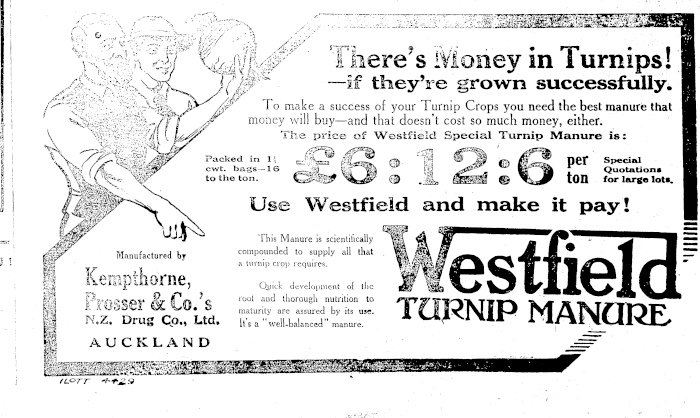 There's Money in Turnips!
—if they're grown successfully.
To make a success of your Turnip Crops you need the best manure that
money will buy—and that doesn't cost so much money, either.
The price of Westfield Special Turnip Manure is:
Packed in 1¼
cwt. bags—16
to the ton.
£6:12:6
per
ton
Special
Quotations
for large lots.
Use Westfield and make it pay!
Manufactured by
Kempthorne,
Prosser & Co.'s
N.Z. Drug Co., Ltd.
AUCKLAND
This Manure is scientifically
compounded to supply all that
a turnip crop requires.
Quick development of the
root and thorough nutrition to
maturity are assured by its use.
It's a "well-balanced" manure.
Westfield
TURNIP MANURE
ILOTT 4429